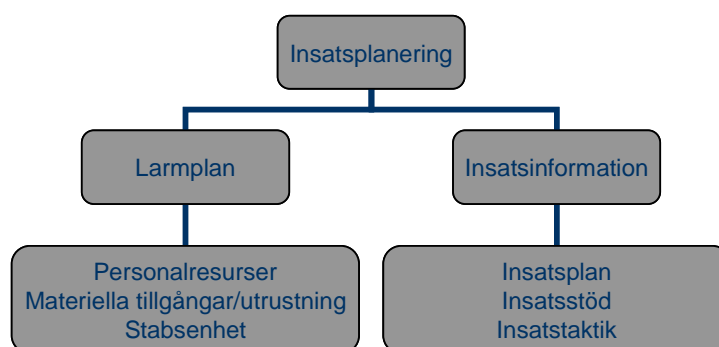 Insatsplanering
Larmplan
Insatsinformation
Personalresurser
Materiella tillgångar/utrustning
Stabsenhet
Insatsplan
Insatsstöd
Insatstaktik